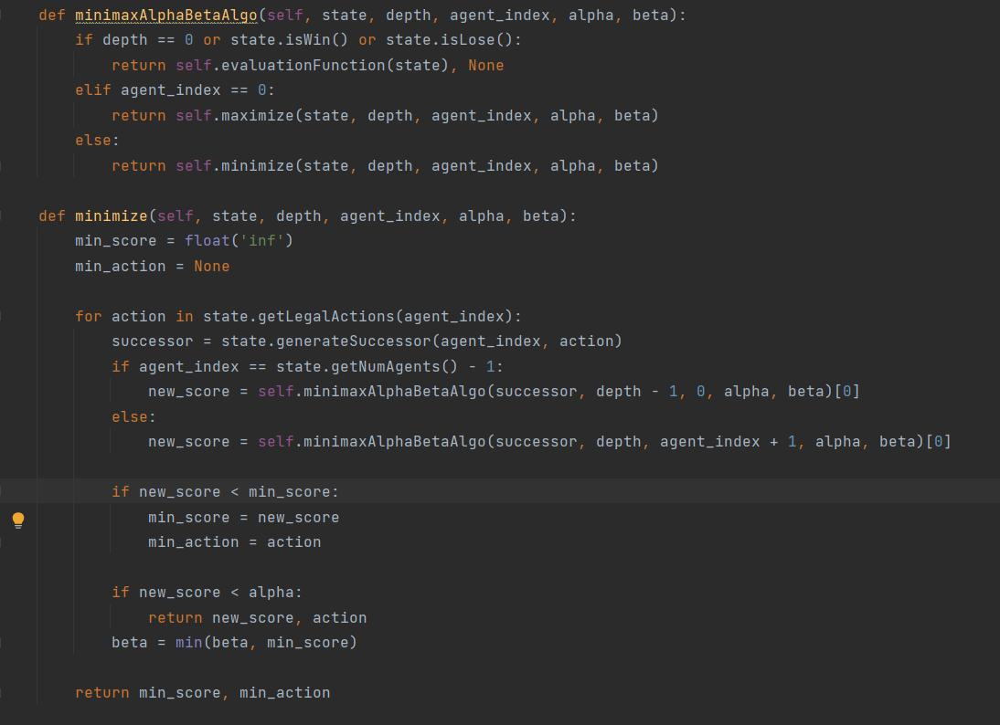 def minimaxAlphaBetaAlgo(self, state, depth, agent_index, alpha, beta):
    if depth == 0 or state.isWin() or state.isLose():
        return self.evaluationFunction(state), None
    elif agent_index == 0:
        return self.maximize(state, depth, agent_index, alpha, beta)
    else:
        return self.minimize(state, depth, agent_index, alpha, beta)

def minimize(self, state, depth, agent_index, alpha, beta):
    min_score = float('inf')
    min_action = None

    for action in state.getLegalActions(agent_index):
        successor = state.generateSuccessor(agent_index, action)
        if agent_index == state.getNumAgents() - 1:
            new_score = self.minimaxAlphaBetaAlgo(successor, depth - 1, 0, alpha, beta)[0]
        else:
            new_score = self.minimaxAlphaBetaAlgo(successor, depth, agent_index + 1, alpha, beta)[0]

        if new_score < min_score:
            min_score = new_score
            min_action = action

        if new_score < alpha:
            return new_score, action
        beta = min(beta, min_score)

    return min_score, min_action